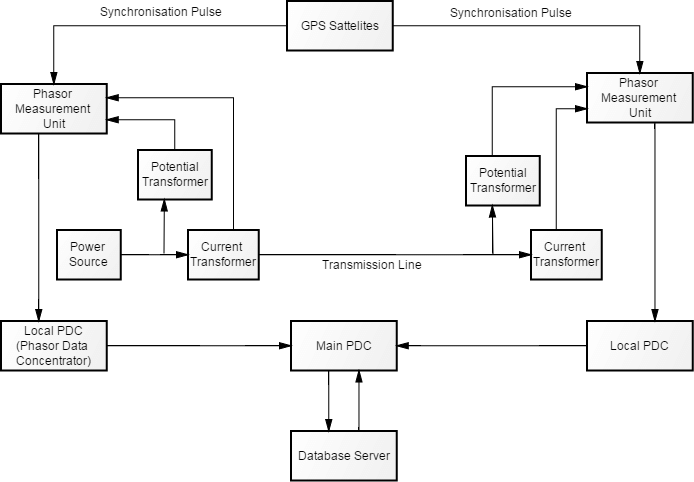 Synchronisation Pulse
GPS Sattelites
Synchronisation Pulse
Phasor
Measurement
Unit
Phasor
Measurement
Unit
Potential
Transformer
Potential
Transformer
Power
Source
Current
Transformer
Transmission Line
Current
Transformer
Local PDC
(Phasor Data
Concentrator)
Main PDC
Local PDC
Database Server